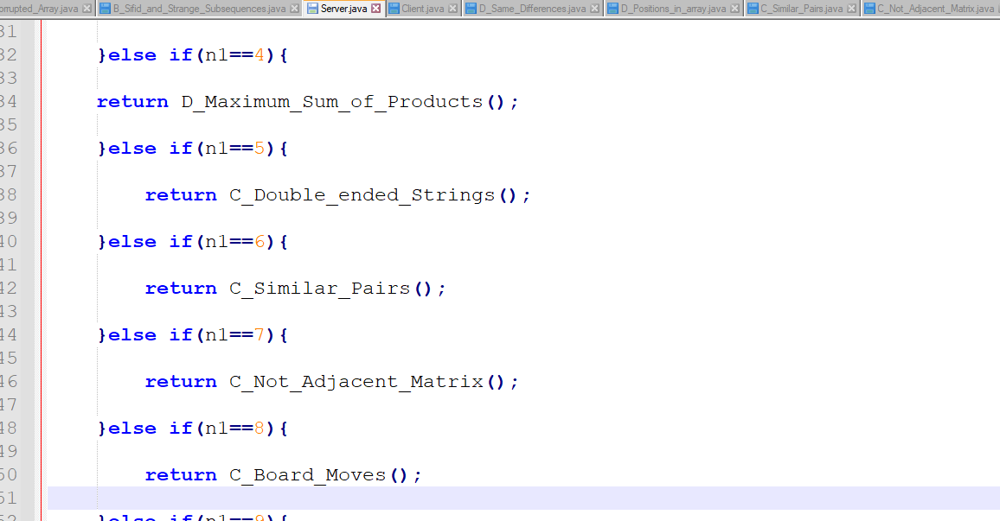 orrupted_Array.java B_Sifid_and_Strange_Subsequences.java Server.java Client.java D_Same_Differences.java D_Positions_in_array.java C_Similar_Pairs.java C_Not_Adjacent_Matrix.java
31
32 }else if(n1==4){
33
34 return D_Maximum_Sum_of_Products();
35
36 }else if(n1==5){
37
38 return C_Double_ended_Strings();
39
40 }else if(n1==6){
41
42 return C_Similar_Pairs();
43
44 }else if(n1==7){
45
46 return C_Not_Adjacent_Matrix();
47
48 }else if(n1==8){
49
50 return C_Board_Moves();
51
52 }else if(n1==9){